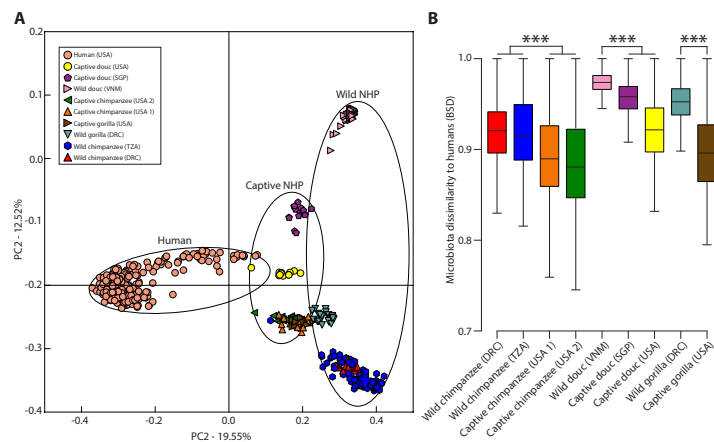 A
B
0.2
0.1
0.0
-0.1
-0.2
-0.3
-0.4
PC2 - 12.52%
-0.4
-0.2
0.0
0.2
0.4
PC2 - 19.55%
Human (USA)
Captive douc (USA)
Captive douc (SGP)
Wild douc (VNM)
Captive chimpanzee (USA 2)
Captive chimpanzee (USA 1)
Captive gorilla (USA)
Wild gorilla (DRC)
Wild chimpanzee (TZA)
Wild chimpanzee (DRC)
Wild NHP
Captive NHP
Human
*** *** ***
1.0
0.9
0.8
0.7
Microbiota dissimilarity to humans (BSD)
Wild chimpanzee (DRC)
Wild chimpanzee (TZA)
Captive chimpanzee (USA 1)
Captive chimpanzee (USA 2)
Wild douc (VNM)
Captive douc (SGP)
Captive douc (USA)
Wild gorilla (DRC)
Captive gorilla (USA)